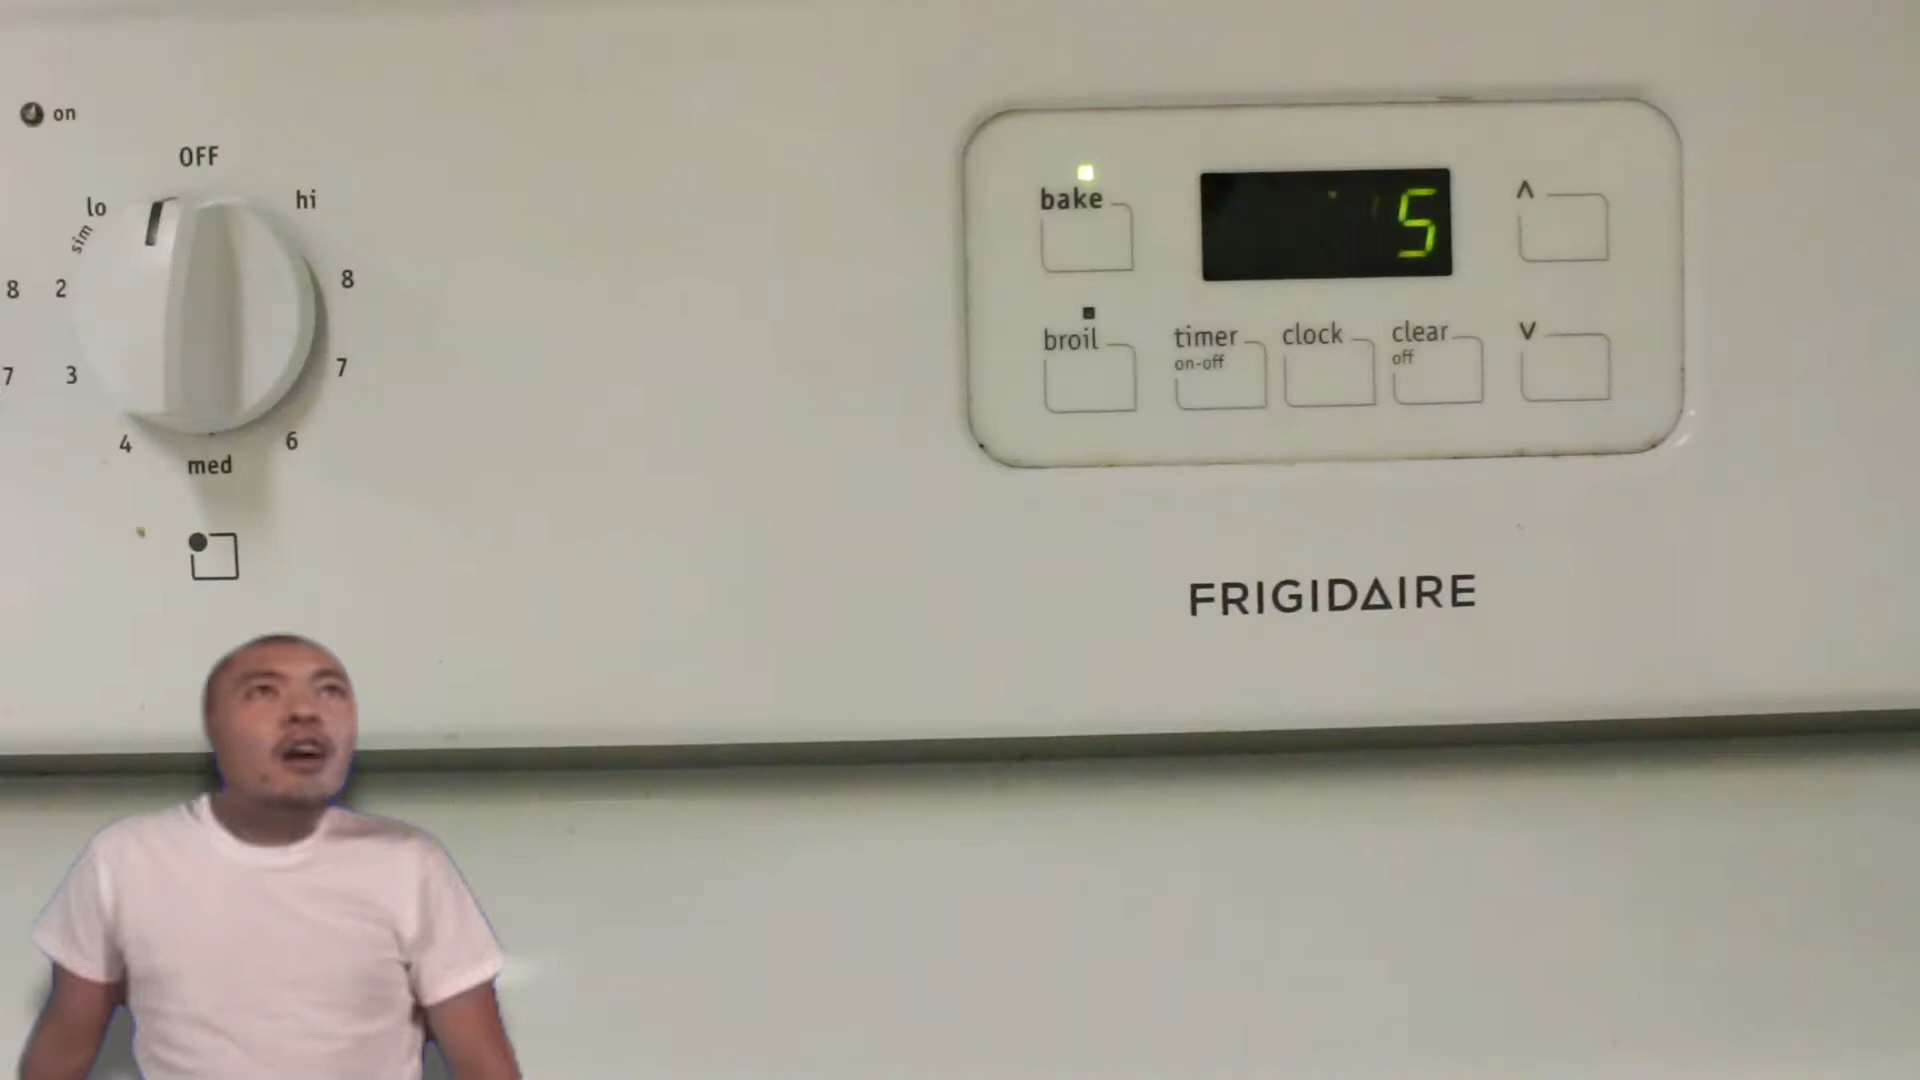 on
OFF
lo
hi
sim
8
2
8
7
3
7
4
6
med
bake
5
^
broil
timer
on-off
clock
clear
off
v
FRIGIDAIRE